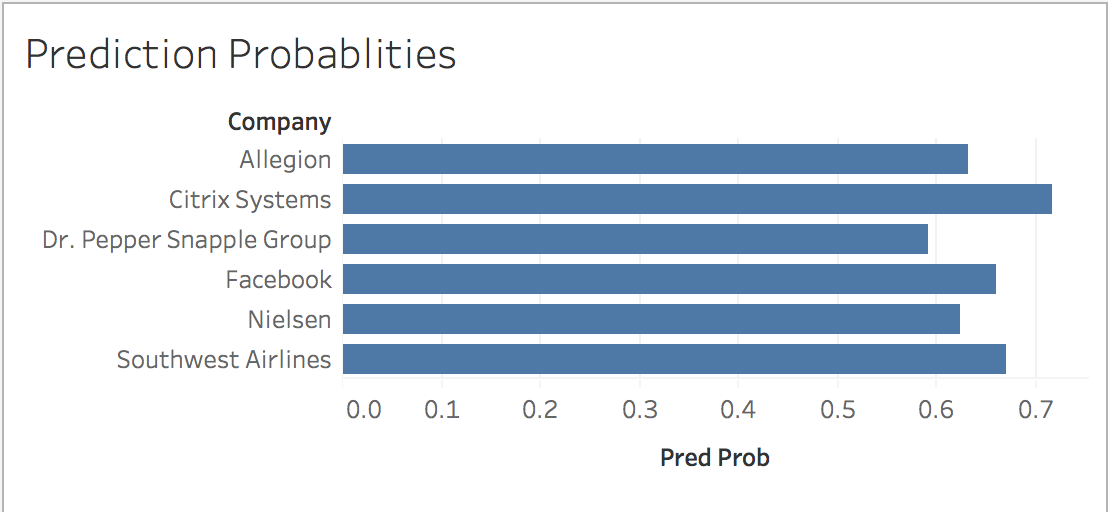 Prediction Probablities
Company
Allegion
Citrix Systems
Dr. Pepper Snapple Group
Facebook
Nielsen
Southwest Airlines
0.0 0.1 0.2 0.3 0.4 0.5 0.6 0.7
Pred Prob